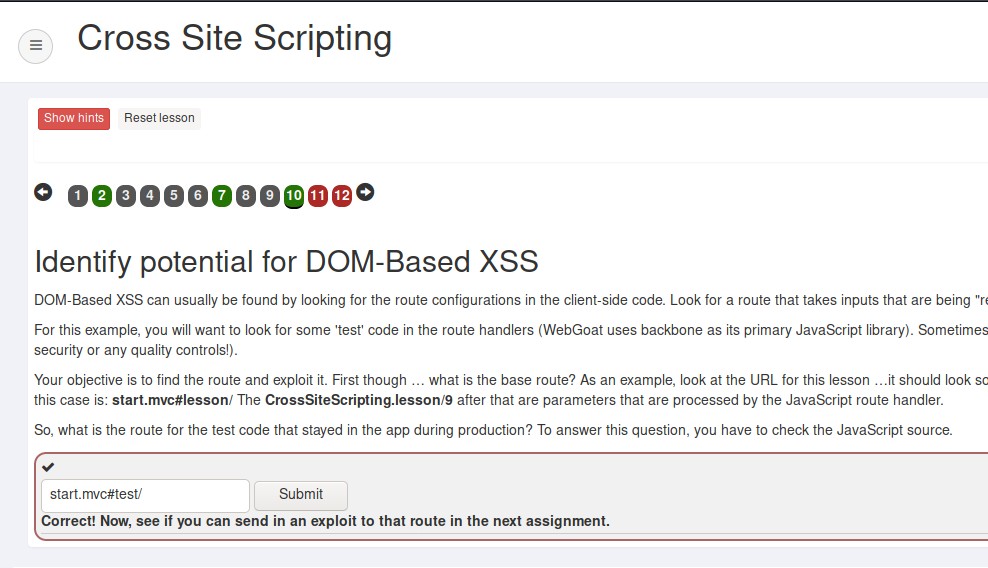 Cross Site Scripting
Show hints Reset lesson
1 2 3 4 5 6 7 8 9 10 11 12
Identify potential for DOM-Based XSS
DOM-Based XSS can usually be found by looking for the route configurations in the client-side code. Look for a route that takes inputs that are being
For this example, you will want to look for some 'test' code in the route handlers (WebGoat uses backbone as its primary JavaScript library). Sometimes
security or any quality controls!).
Your objective is to find the route and exploit it. First though … what is the base route? As an example, look at the URL for this lesson …it should look
this case is: start.mvc#lesson/ The CrossSiteScripting.lesson/9 after that are parameters that are processed by the JavaScript route handler.
So, what is the route for the test code that stayed in the app during production? To answer this question, you have to check the JavaScript source.
start.mvc#test/ Submit
Correct! Now, see if you can send in an exploit to that route in the next assignment.